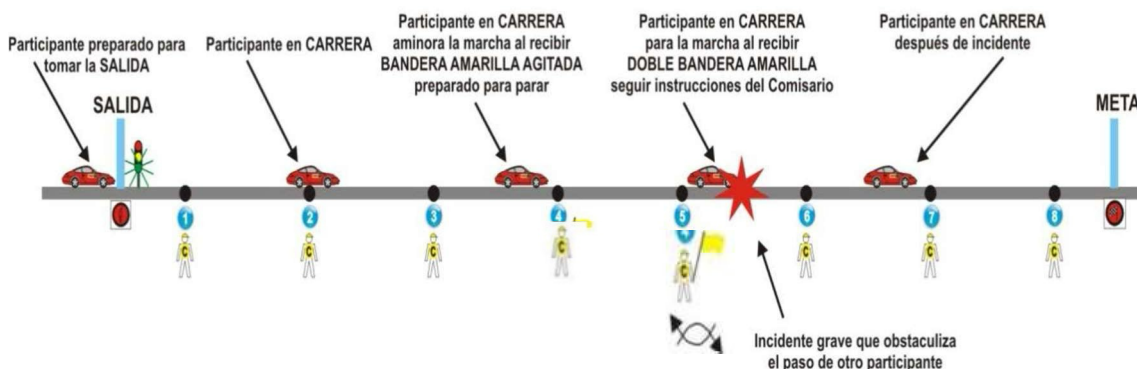 Participante preparado para
tomar la SALIDA
Participante en CARRERA
Participante en CARRERA
aminora la marcha al recibir
BANDERA AMARILLA AGITADA
preparado para parar
Participante en CARRERA
para la marcha al recibir
DOBLE BANDERA AMARILLA
seguir instrucciones del Comisario
Participante en CARRERA
después de incidente
SALIDA
META
1
2
3
4
5
6
7
8
4
C
C
C
C
C
C
C
C
Incidente grave que obstaculiza
el paso de otro participante